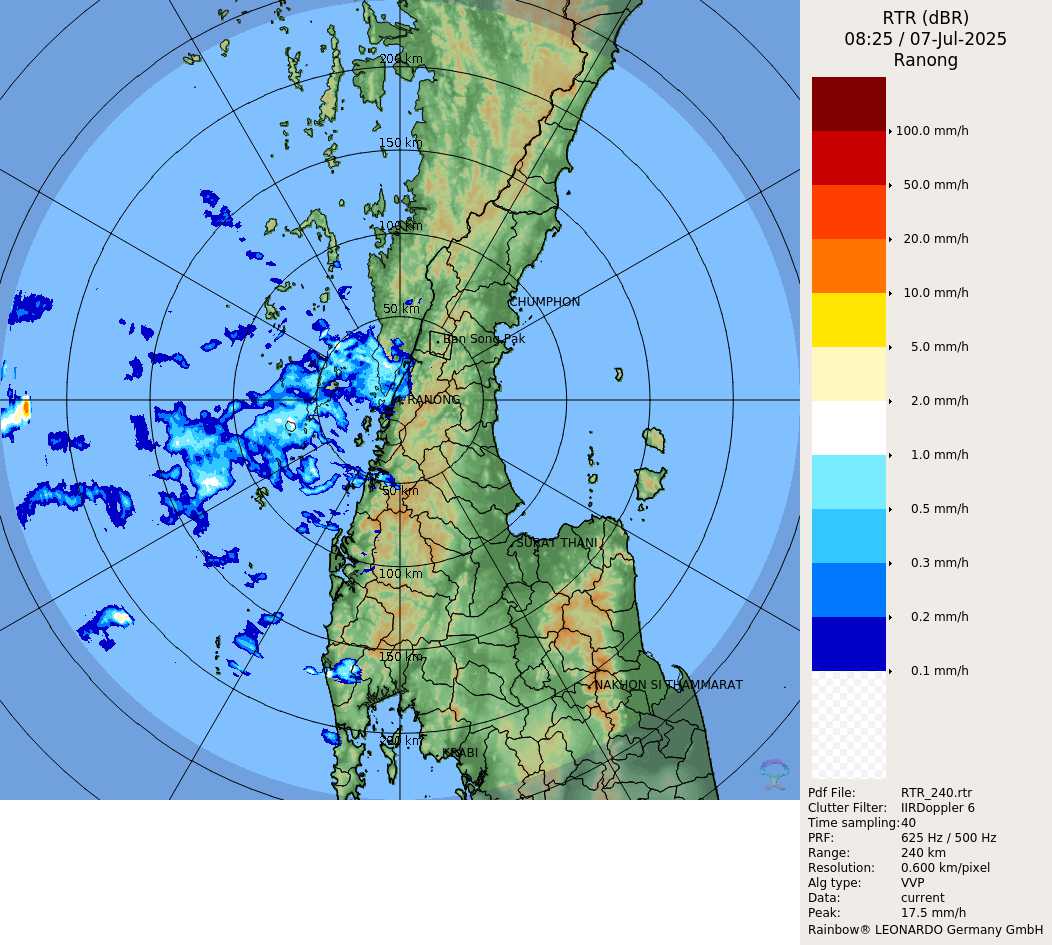 RTR (dBR)
08:25 / 07-Jul-2025
Ranong
200 km
150 km
100 km
50 km
CHUMPHON
Ban Song Pak
RANONG
50 km
SURAT THANI
100 km
150 km
NAKHON SI THAMMARAT
200 km
KRABI
100.0 mm/h
50.0 mm/h
20.0 mm/h
10.0 mm/h
5.0 mm/h
2.0 mm/h
1.0 mm/h
0.5 mm/h
0.3 mm/h
0.2 mm/h
0.1 mm/h
Pdf File: RTR_240.rtr
Clutter Filter: IIRDoppler 6
Time sampling:40
PRF: 625 Hz / 500 Hz
Range: 240 km
Resolution: 0.600 km/pixel
Alg type: VVP
Data: current
Peak: 17.5 mm/h
Rainbow® LEONARDO Germany GmbH